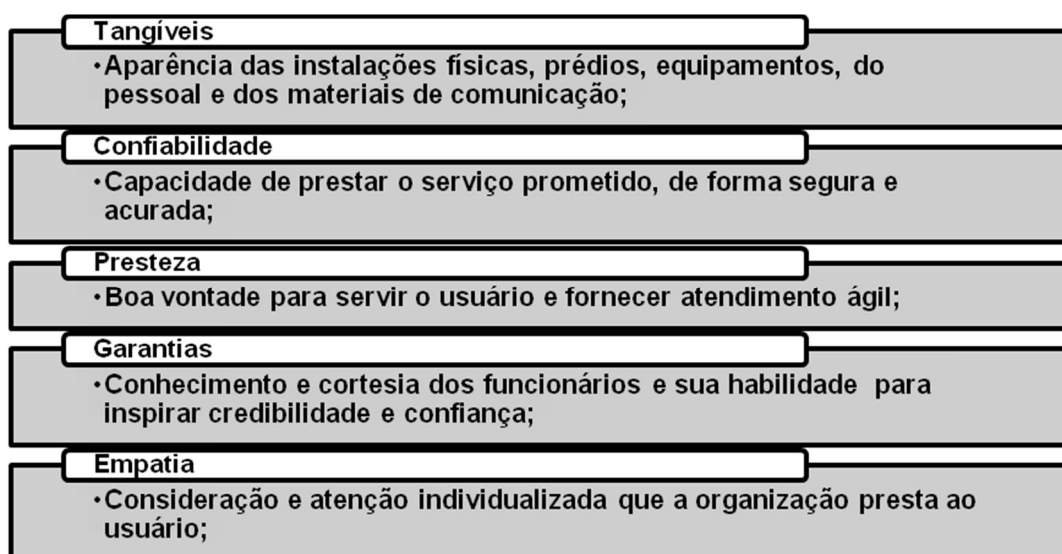 Tangíveis
•Aparência das instalações físicas, prédios, equipamentos, do
pessoal e dos materiais de comunicação;
Confiabilidade
•Capacidade de prestar o serviço prometido, de forma segura e
acurada;
Presteza
•Boa vontade para servir o usuário e fornecer atendimento ágil;
Garantias
•Conhecimento e cortesia dos funcionários e sua habilidade para
inspirar credibilidade e confiança;
Empatia
•Consideração e atenção individualizada que a organização presta ao
usuário;